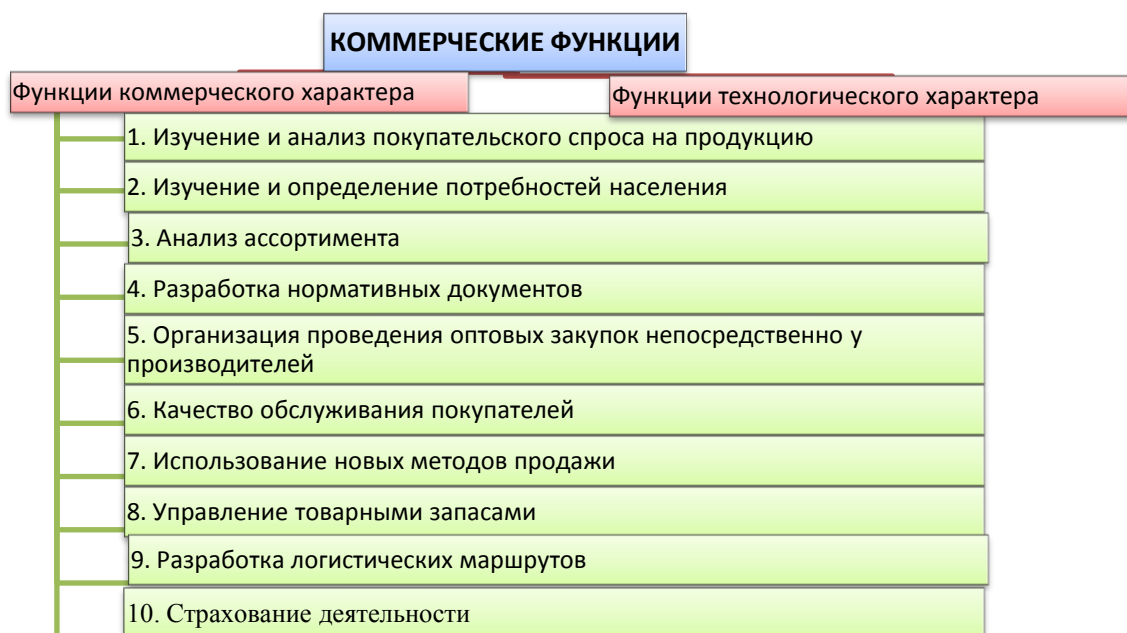 КОММЕРЧЕСКИЕ ФУНКЦИИ
Функции коммерческого характера
Функции технологического характера
1. Изучение и анализ покупательского спроса на продукцию
2. Изучение и определение потребностей населения
3. Анализ ассортимента
4. Разработка нормативных документов
5. Организация проведения оптовых закупок непосредственно у
производителей
6. Качество обслуживания покупателей
7. Использование новых методов продажи
8. Управление товарными запасами
9. Разработка логистических маршрутов
10. Страхование деятельности